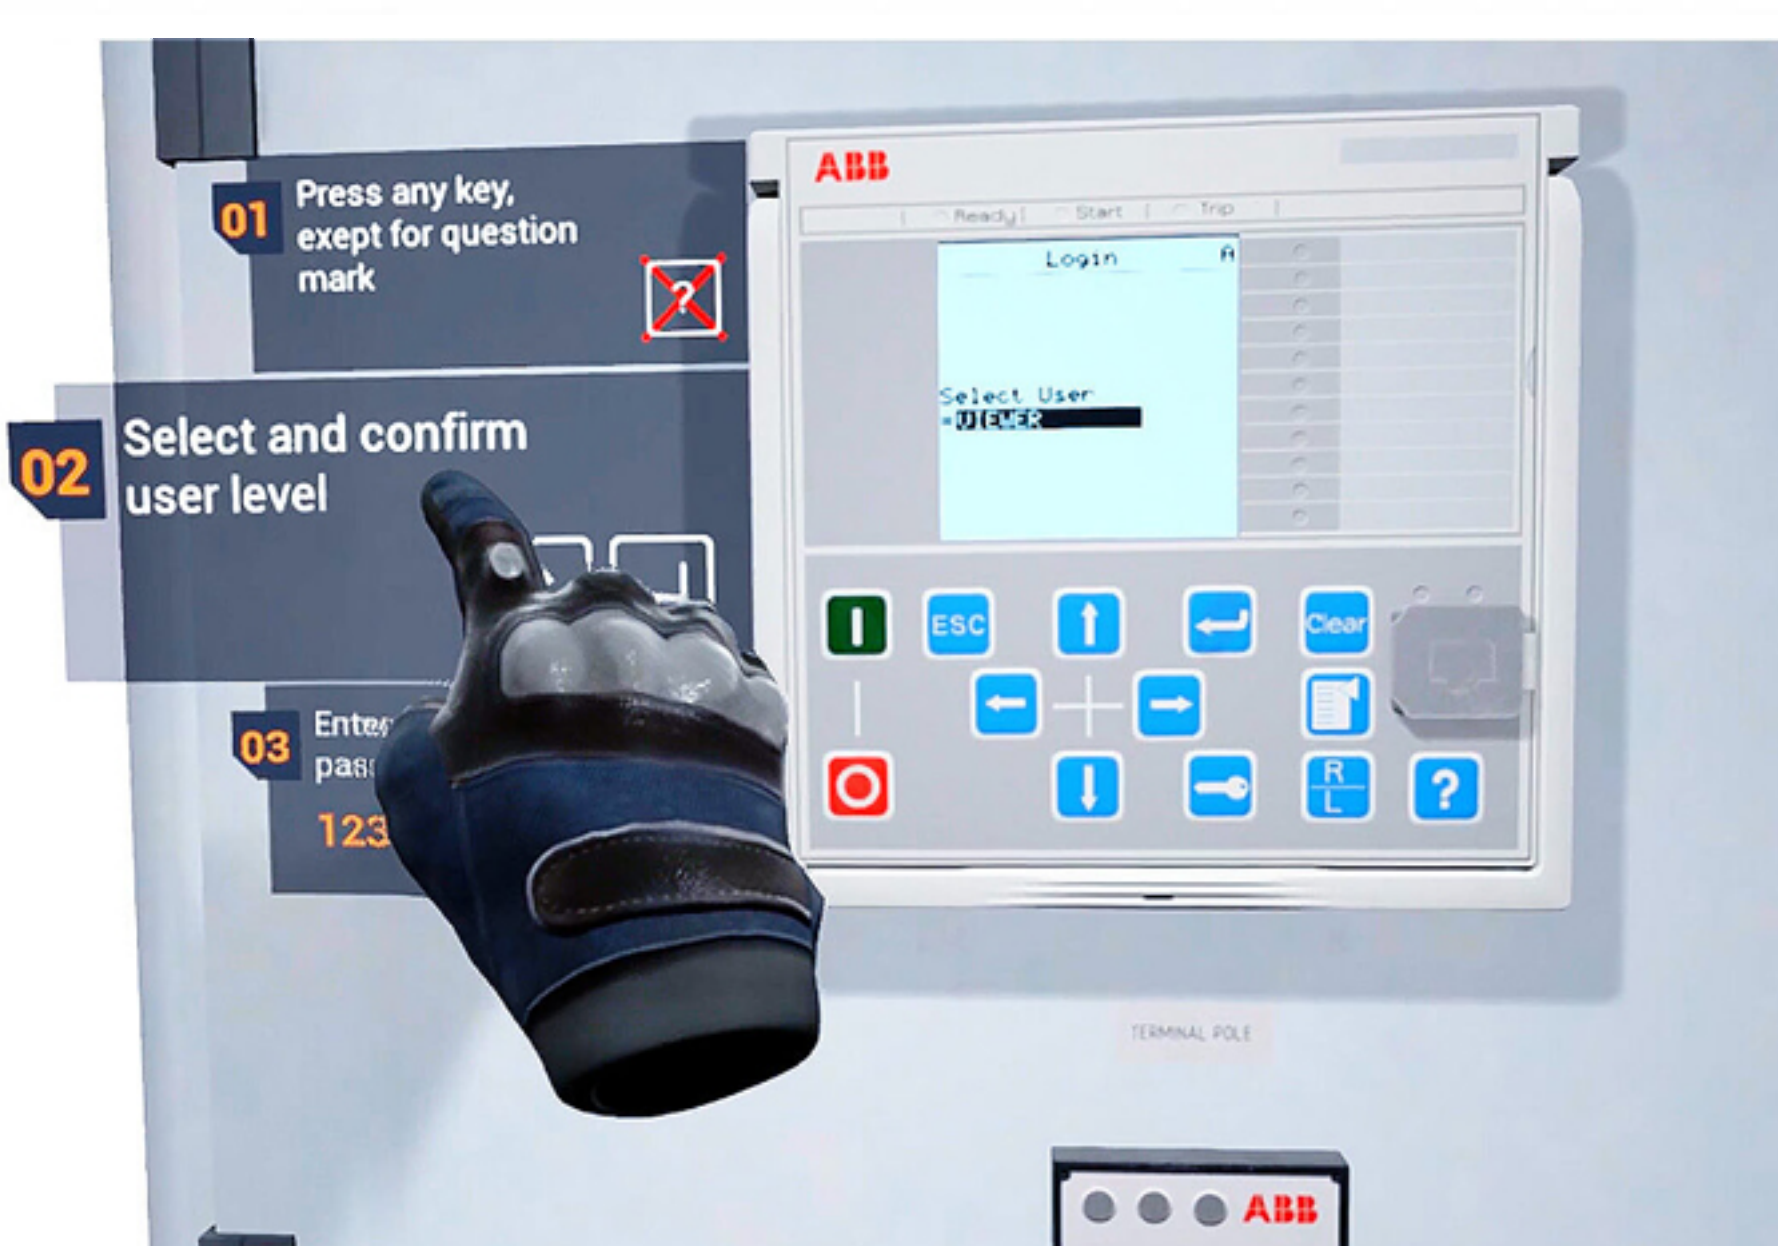 01
Press any key,
exept for question
mark
?
02
Select and confirm
user level
03
123
ABB
Ready
Start
Trip
Login
Select User
=VIEWER
ESC
Clear
R
L
?
TERMINAL POLE
ABB